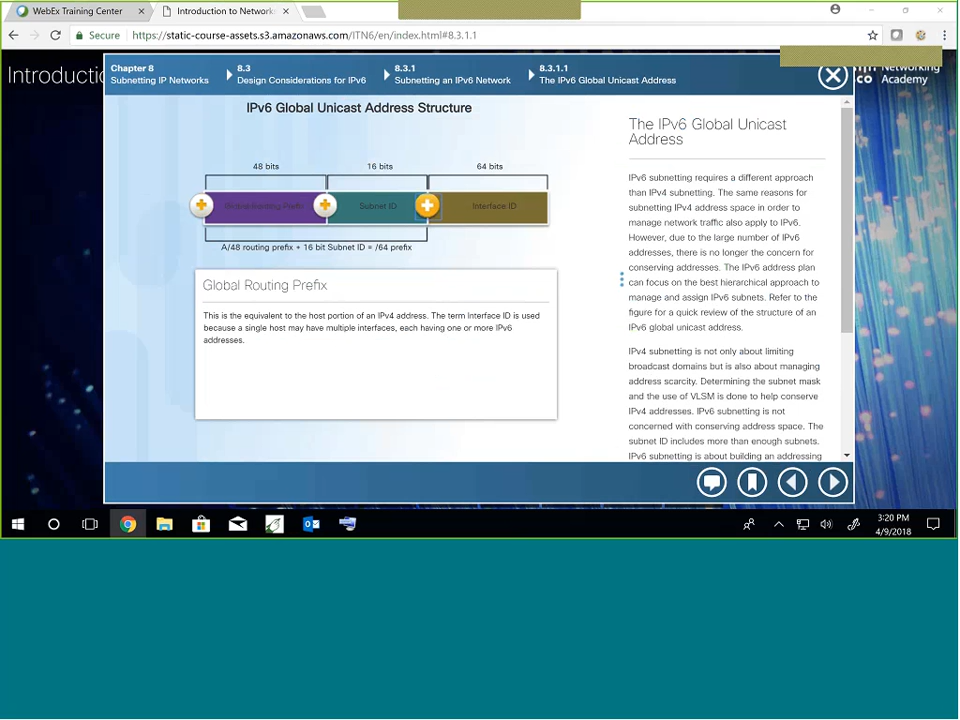 WebEx Training Center
Introduction to Network
Secure
https://static-course-assets.s3.amazonaws.com/ITN6/en/index.html#8.3.1.1
Introductio
Chapter 8
Subnetting IP Networks
8.3
Design Considerations for IPv6
8.3.1
Subnetting an IPv6 Network
8.3.1.1
The IPv6 Global Unicast Address
Networking
CO Academy
IPv6 Global Unicast Address Structure
48 bits
16 bits
64 bits
Global Routing Prefix
Subnet ID
Interface ID
A/48 routing prefix + 16 bit Subnet ID = /64 prefix
Global Routing Prefix
This is the equivalent to the host portion of an IPv4 address. The term Interface ID is used
because a single host may have multiple interfaces, each having one or more IPv6
addresses.
The IPv6 Global Unicast
Address
IPv6 subnetting requires a different approach
than IPv4 subnetting. The same reasons for
subnetting IPv4 address space in order to
manage network traffic also apply to IPv6.
However, due to the large number of IPv6
addresses, there is no longer the concern for
conserving addresses. The IPv6 address plan
can focus on the best hierarchical approach to
manage and assign IPv6 subnets. Refer to the
figure for a quick review of the structure of an
IPv6 global unicast address.
IPv4 subnetting is not only about limiting
broadcast domains but is also about managing
address scarcity. Determining the subnet mask
and the use of VLSM is done to help conserve
IPv4 addresses. IPv6 subnetting is not
concerned with conserving address space. The
subnet ID includes more than enough subnets.
IPv6 subnetting is about building an addressing
3:20 PM
4/9/2018